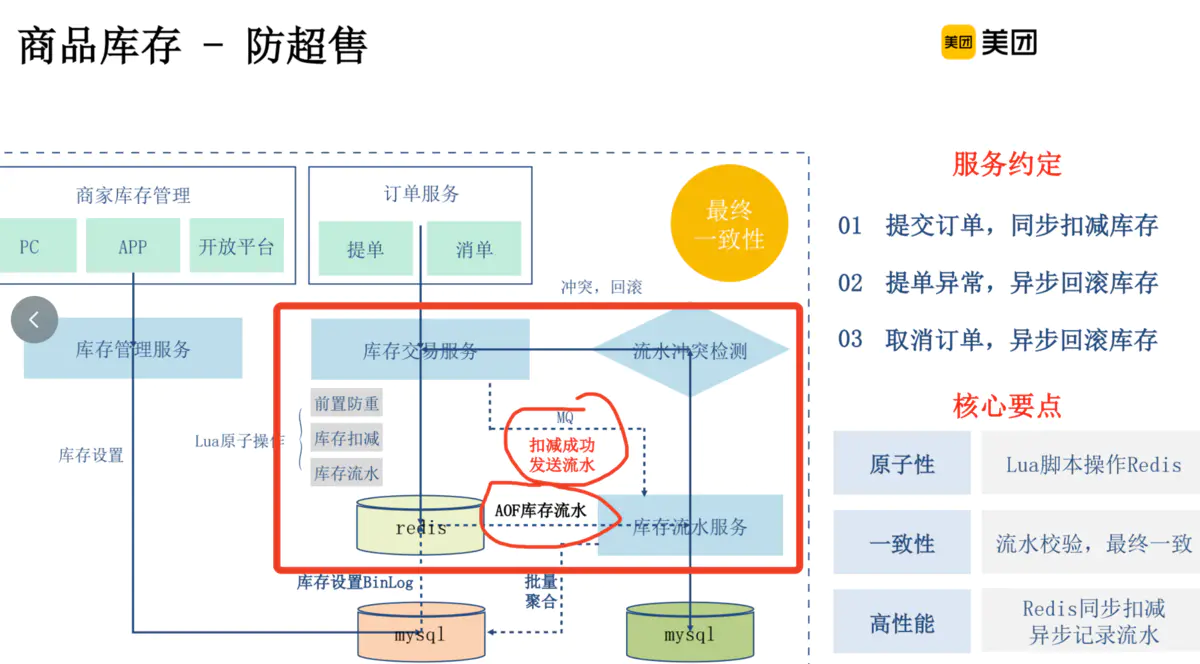 商品库存 - 防超售
美团 美团
商家库存管理
PC
APP
开放平台
订单服务
提单
消单
最终
一致性
冲突,回滚
库存管理服务
库存交易服务
流水冲突检测
前置防重
库存扣减
库存流水
Lua原子操作
库存设置
MQ
扣减成功
发送流水
AOF库存流水
redis
库存流水服务
库存设置BinLog
批量
聚合
mysql
mysql
服务约定
01 提交订单,同步扣减库存
02 提单异常,异步回滚库存
03 取消订单,异步回滚库存
核心要点
原子性 Lua脚本操作Redis
一致性 流水校验,最终一致
高性能 Redis同步扣减
异步记录流水